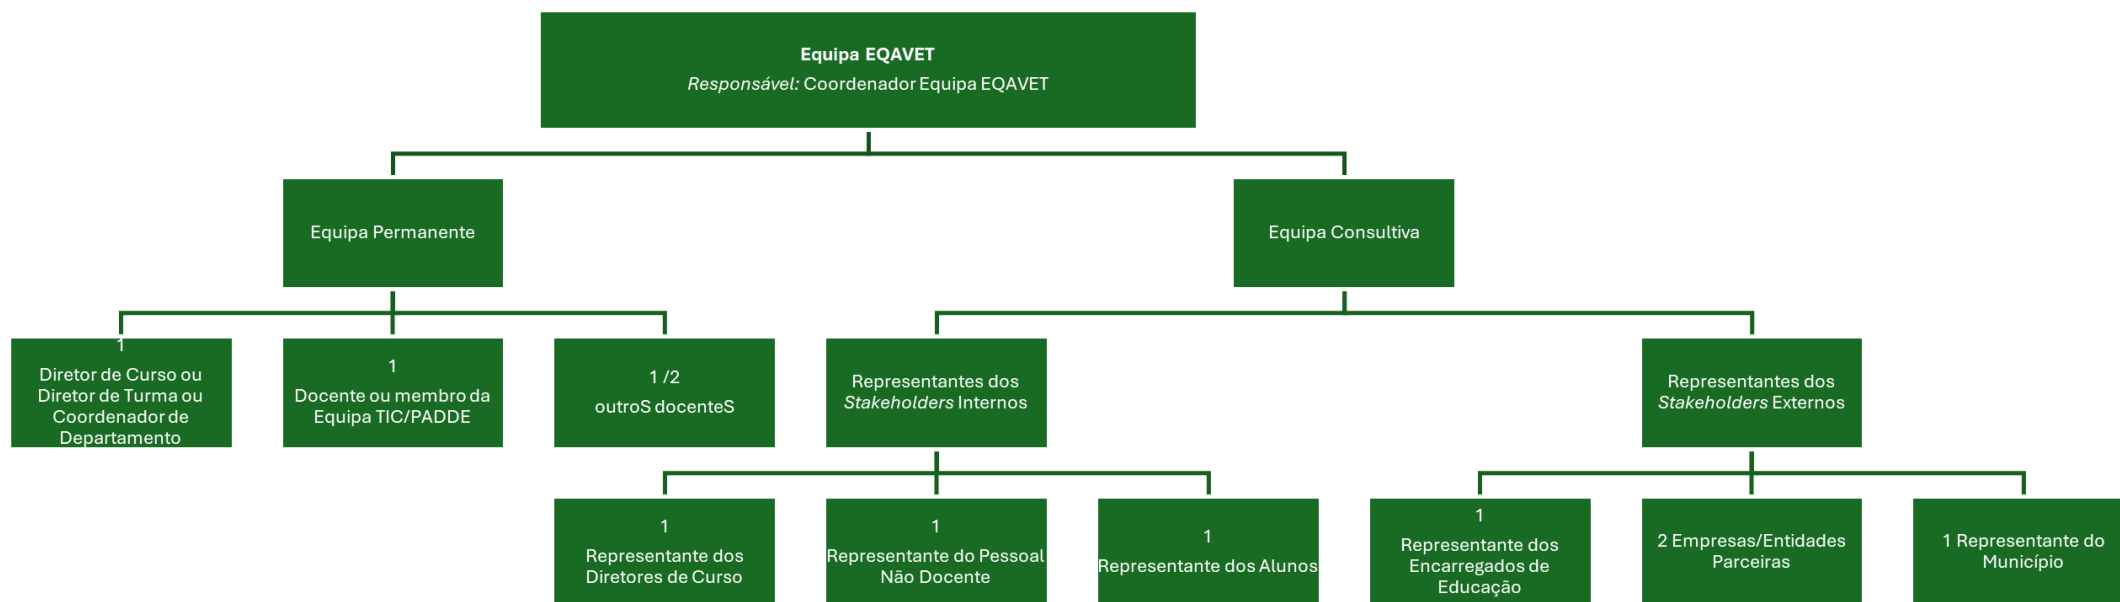 Equipa EQAVET
Responsável: Coordenador Equipa EQAVET
Equipa Permanente
Equipa Consultiva
1
Diretor de Curso ou
Diretor de Turma ou
Coordenador de
Departamento
1
Docente ou membro da
Equipa TIC/PADDE
1 /2
outroS docenteS
Representantes dos
Stakeholders Internos
Representantes dos
Stakeholders Externos
1
Representante dos
Diretores de Curso
1
Representante do Pessoal
Não Docente
1
Representante dos Alunos
1
Representante dos
Encarregados de
Educação
2 Empresas/Entidades
Parceiras
1 Representante do
Município